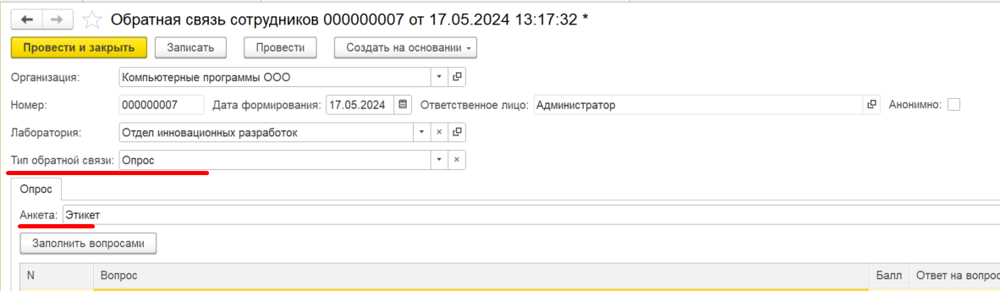 Обратная связь сотрудников 000000007 от 17.05.2024 13:17:32 *
Провести и закрыть Записать Провести Создать на основании
Организация: Компьютерные программы ООО
Номер: 000000007 Дата формирования: 17.05.2024 Ответственное лицо: Администратор Анонимно:
Лаборатория: Отдел инновационных разработок
Тип обратной связи: Опрос
Опрос
Анкета: Этикет
Заполнить вопросами
N Вопрос Балл Ответ на вопрос